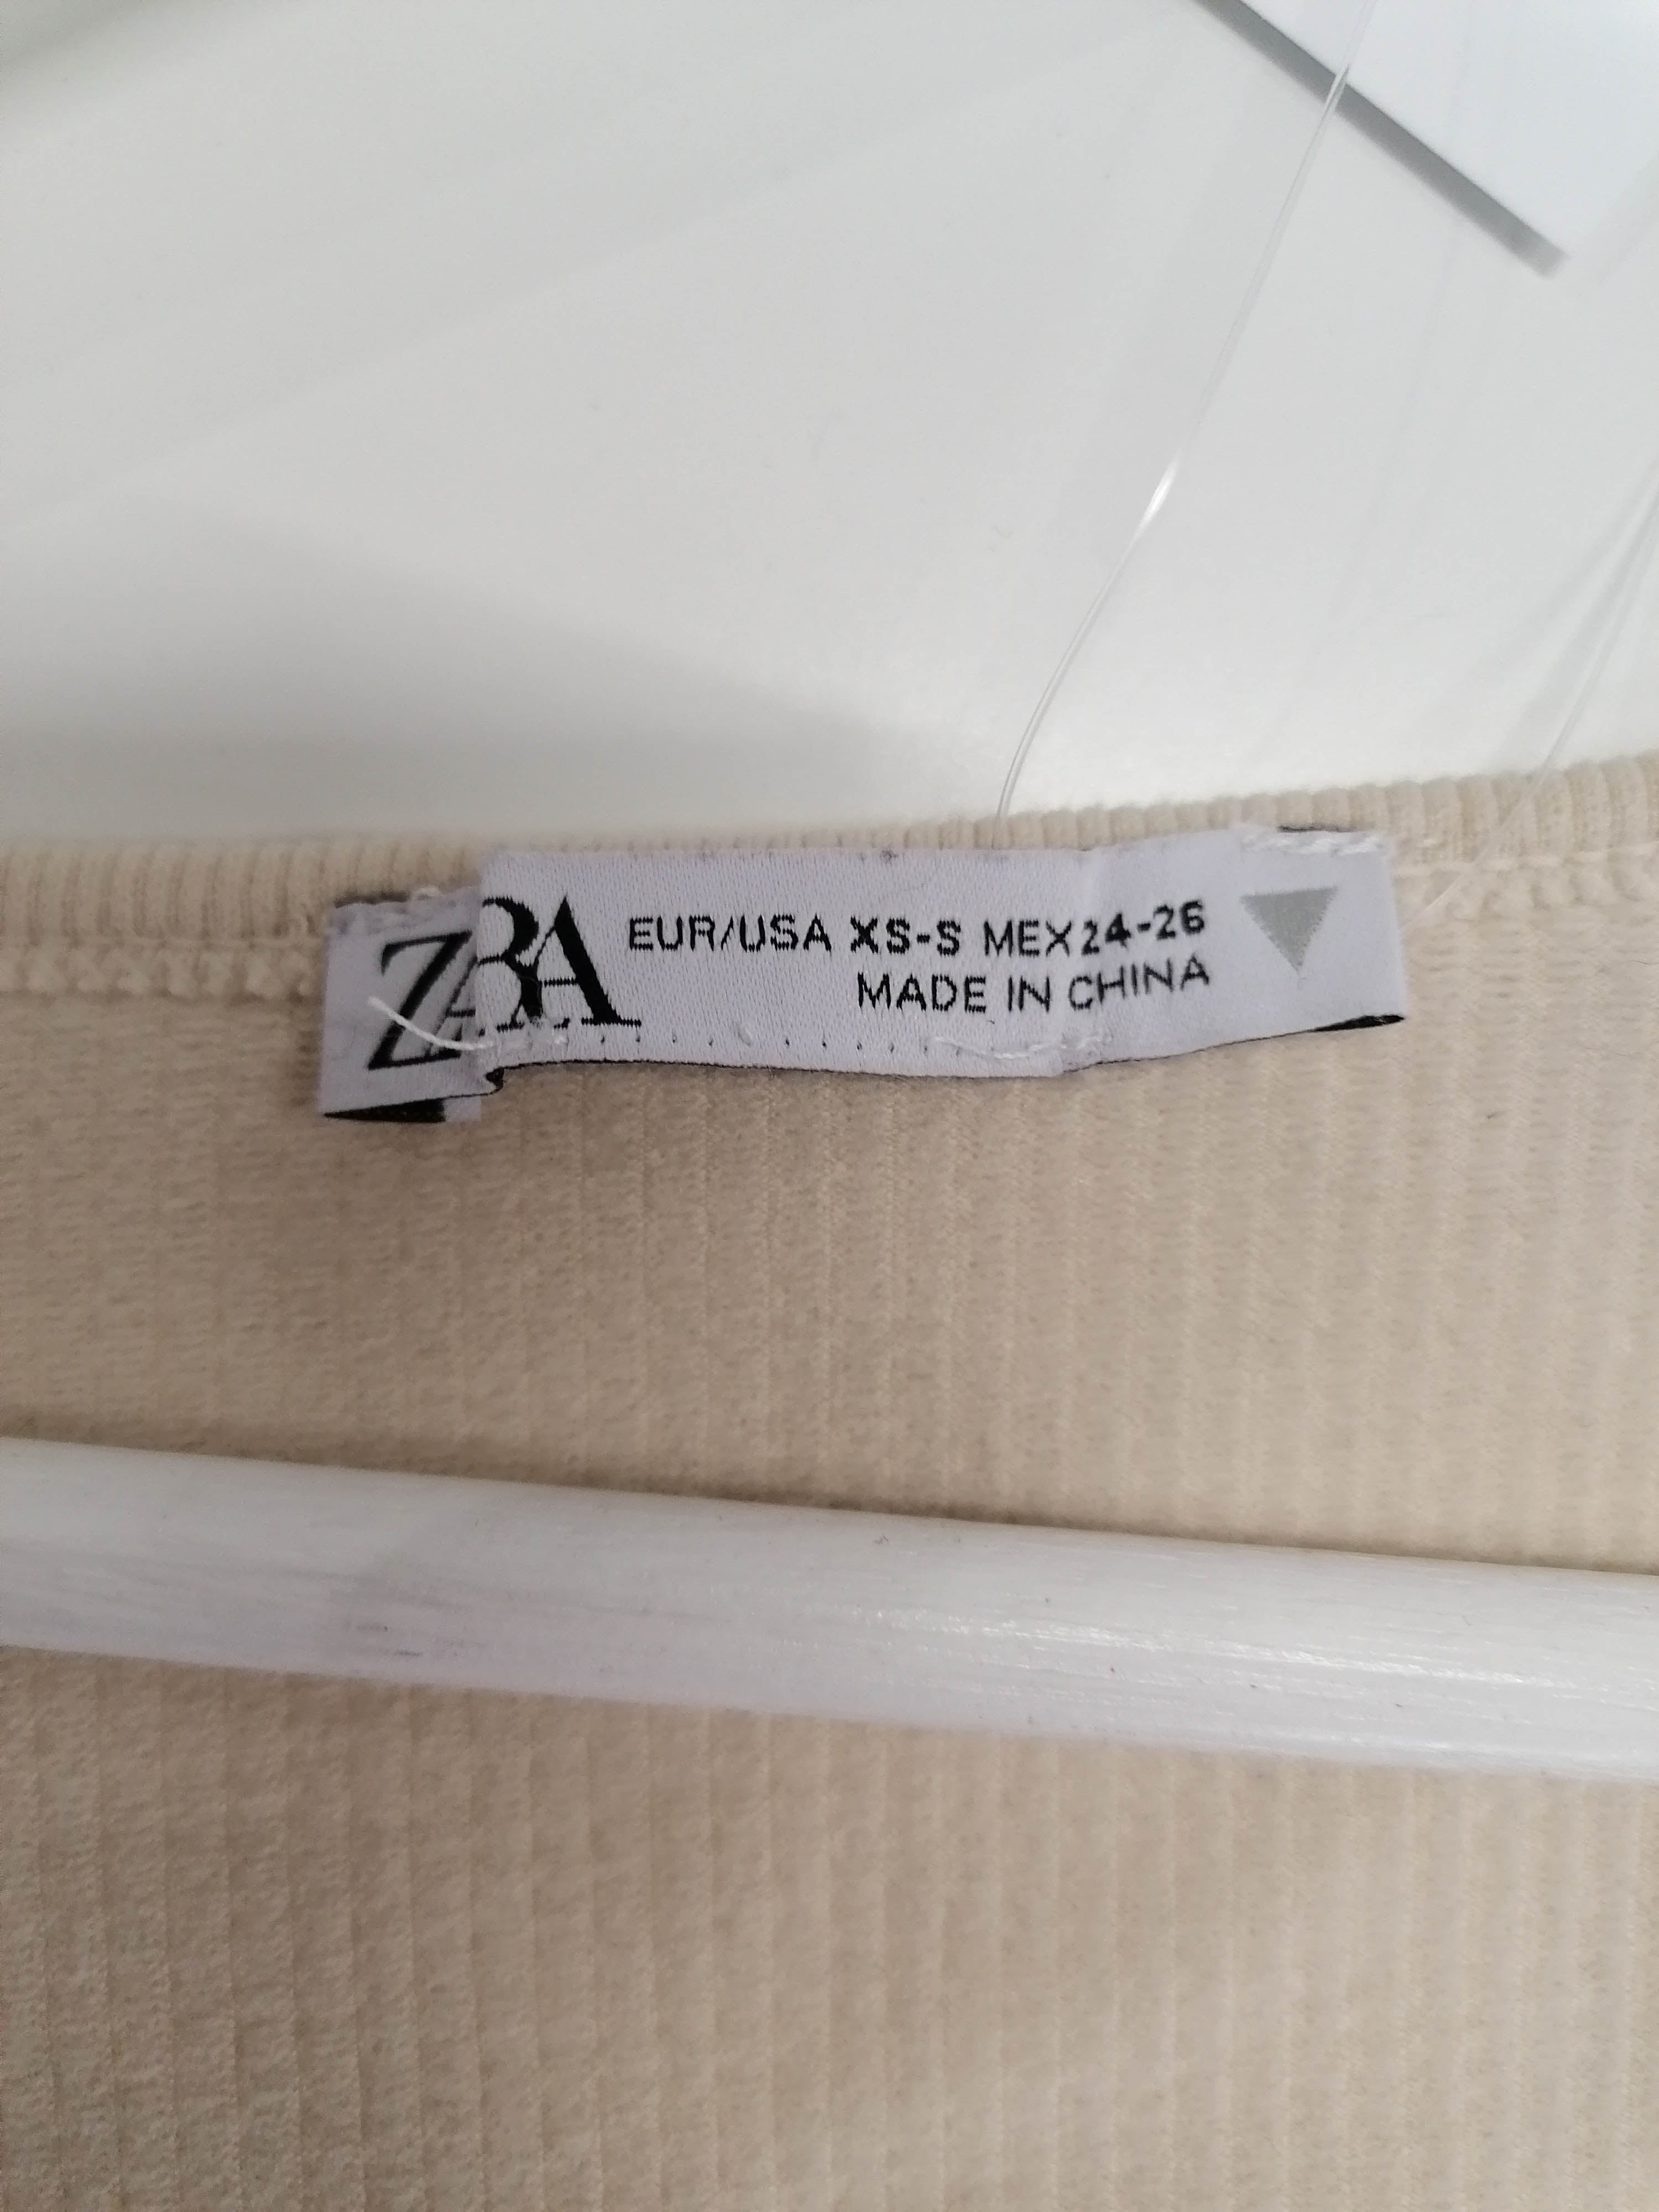 ZARA EUR/USA XS-S MEX 24-26
MADE IN CHINA